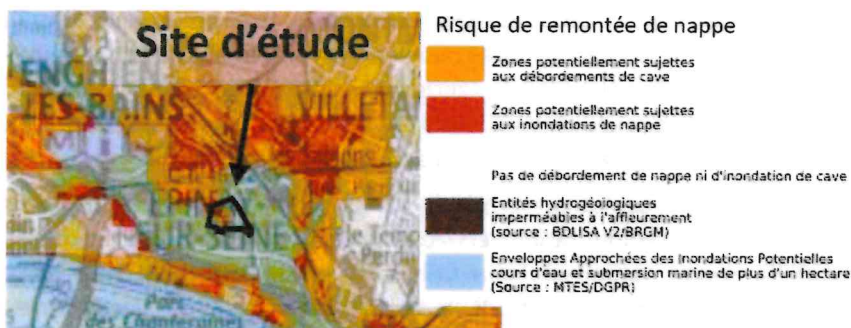 Site d'étude
ENGHIEN
LES-BAINS
VILLETA
ÉPINA
SUR-SEINE
le Temp
Parc
des Chanteraines
Risque de remontée de nappe
Zones potentiellement sujettes
aux débordements de cave
Zones potentiellement sujettes
aux inondations de nappe
Pas de débordement de nappe ni d'inondation de cave
Entités hydrogéologiques
imperméables à l'affleurement
(source : BDLISA V2/BRGM)
Enveloppes Approchées des Inondations Potentielles
cours d'eau et submersion marine de plus d'un hectare
(Source : MTES/DGPR)